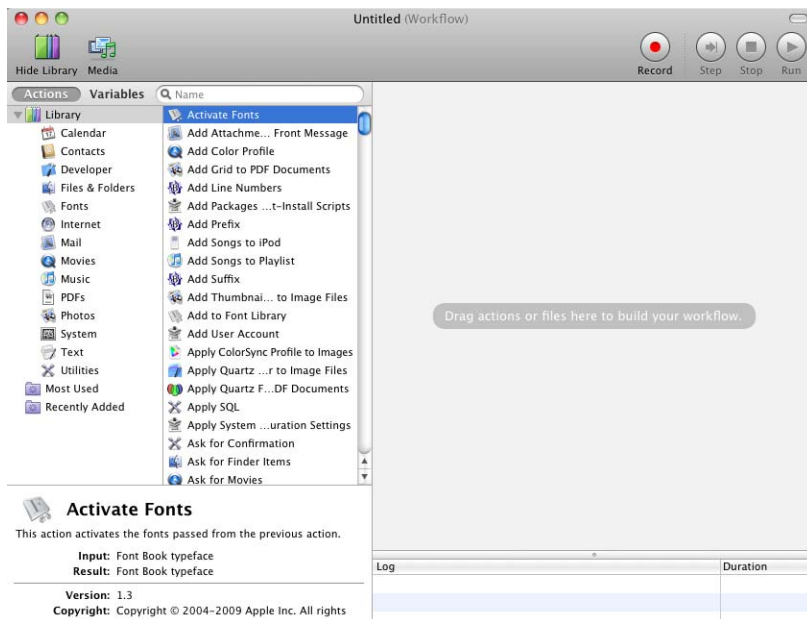 Untitled (Workflow)
Hide Library Media
Record Step Stop Run
Actions Variables Name
Library
Calendar
Contacts
Developer
Files & Folders
Fonts
Internet
Mail
Movies
Music
PDFs
Photos
System
Text
Utilities
Most Used
Recently Added
Activate Fonts
Add Attachme... Front Message
Add Color Profile
Add Grid to PDF Documents
Add Line Numbers
Add Packages ...t-Install Scripts
Add Prefix
Add Songs to iPod
Add Songs to Playlist
Add Suffix
Add Thumbnai... to Image Files
Add to Font Library
Add User Account
Apply ColorSync Profile to Images
Apply Quartz ...r to Image Files
Apply Quartz F...DF Documents
Apply SQL
Apply System ...uration Settings
Ask for Confirmation
Ask for Finder Items
Ask for Movies
Drag actions or files here to build your workflow.
Activate Fonts
This action activates the fonts passed from the previous action.
Input: Font Book typeface
Result: Font Book typeface
Version: 1.3
Copyright: Copyright © 2004-2009 Apple Inc. All rights
Log Duration